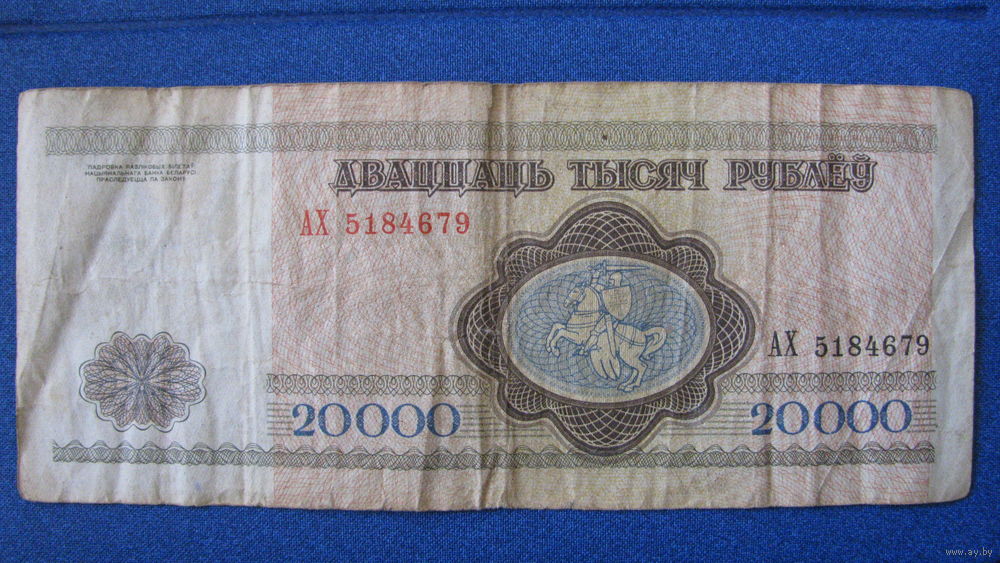 ПАДРОБКА РАЗЛІКОВЫХ БІЛЕТАЎ
НАЦЫЯНАЛЬНАГА БАНКА БЕЛАРУСІ
ПРАСЛЕДУЕЦЦА ПА ЗАКОНУ
ДВАЦЦАЦЬ ТЫСЯЧ РУБЛЁЎ
АХ 5184679
АХ 5184679
20000
20000
www.ay.by